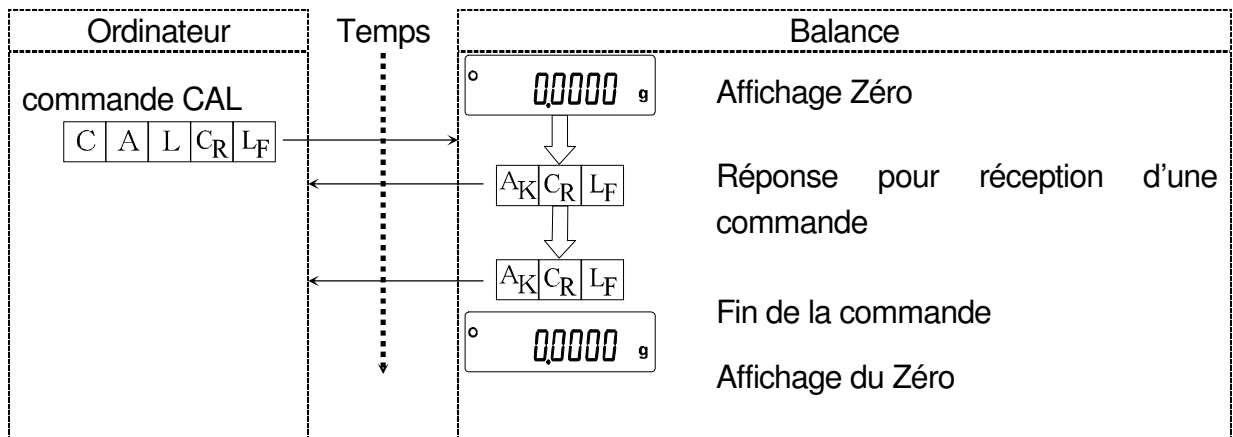 Ordinateur Temps Balance
0.0000 g Affichage Zéro
commande CAL
C A L CR LF
AK CR LF Réponse pour réception d'une
commande
AK CR LF
Fin de la commande
0.0000 g
Affichage du Zéro